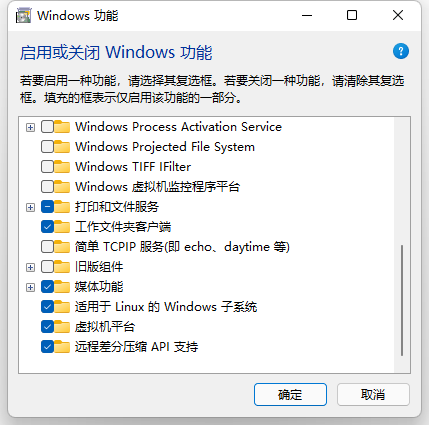 Windows 功能
启用或关闭 Windows 功能
若要启用一种功能，请选择其复选框。若要关闭一种功能，请清除其复选
框。填充的框表示仅启用该功能的一部分。
Windows Process Activation Service
Windows Projected File System
Windows TIFF IFilter
Windows 虚拟机监控程序平台
打印和文件服务
工作文件夹客户端
简单 TCPIP 服务(即 echo、daytime 等)
旧版组件
媒体功能
适用于 Linux 的 Windows 子系统
虚拟机平台
远程差分压缩 API 支持
确定
取消